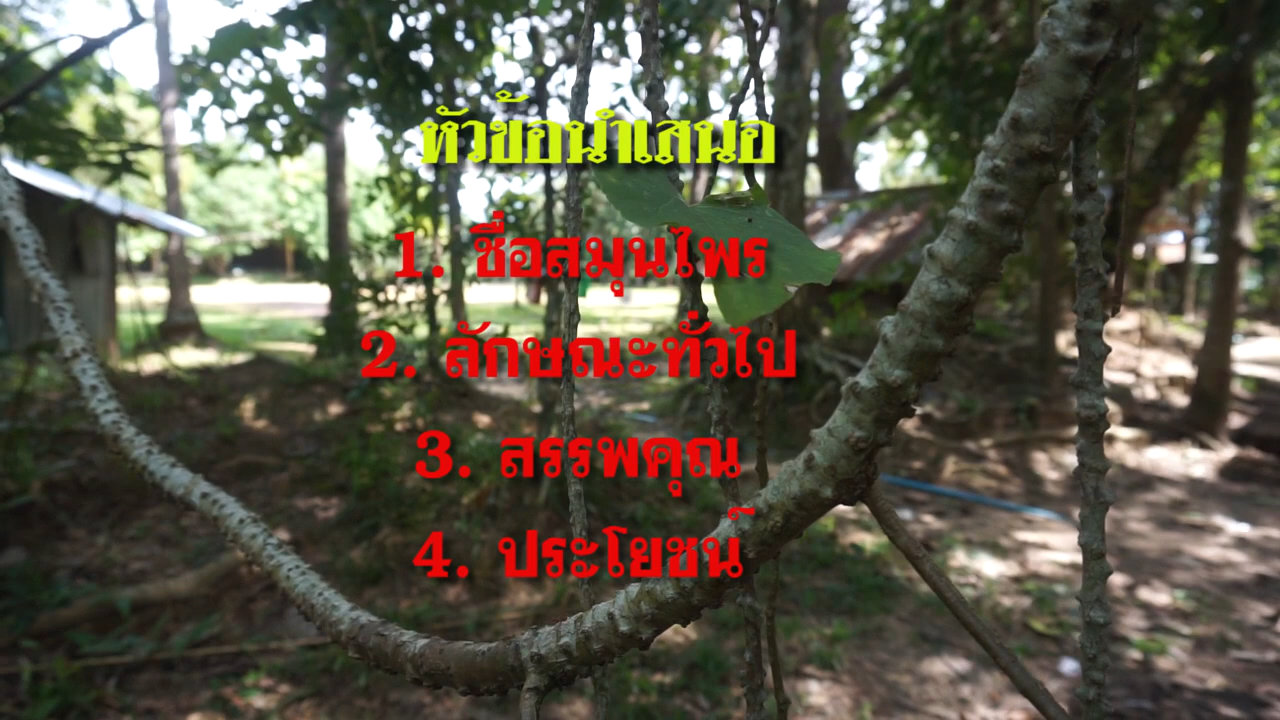 หัวข้อนำเสนอ
1. ชื่อสมุนไพร
2. ลักษณะทั่วไป
3. สรรพคุณ
4. ประโยชน์